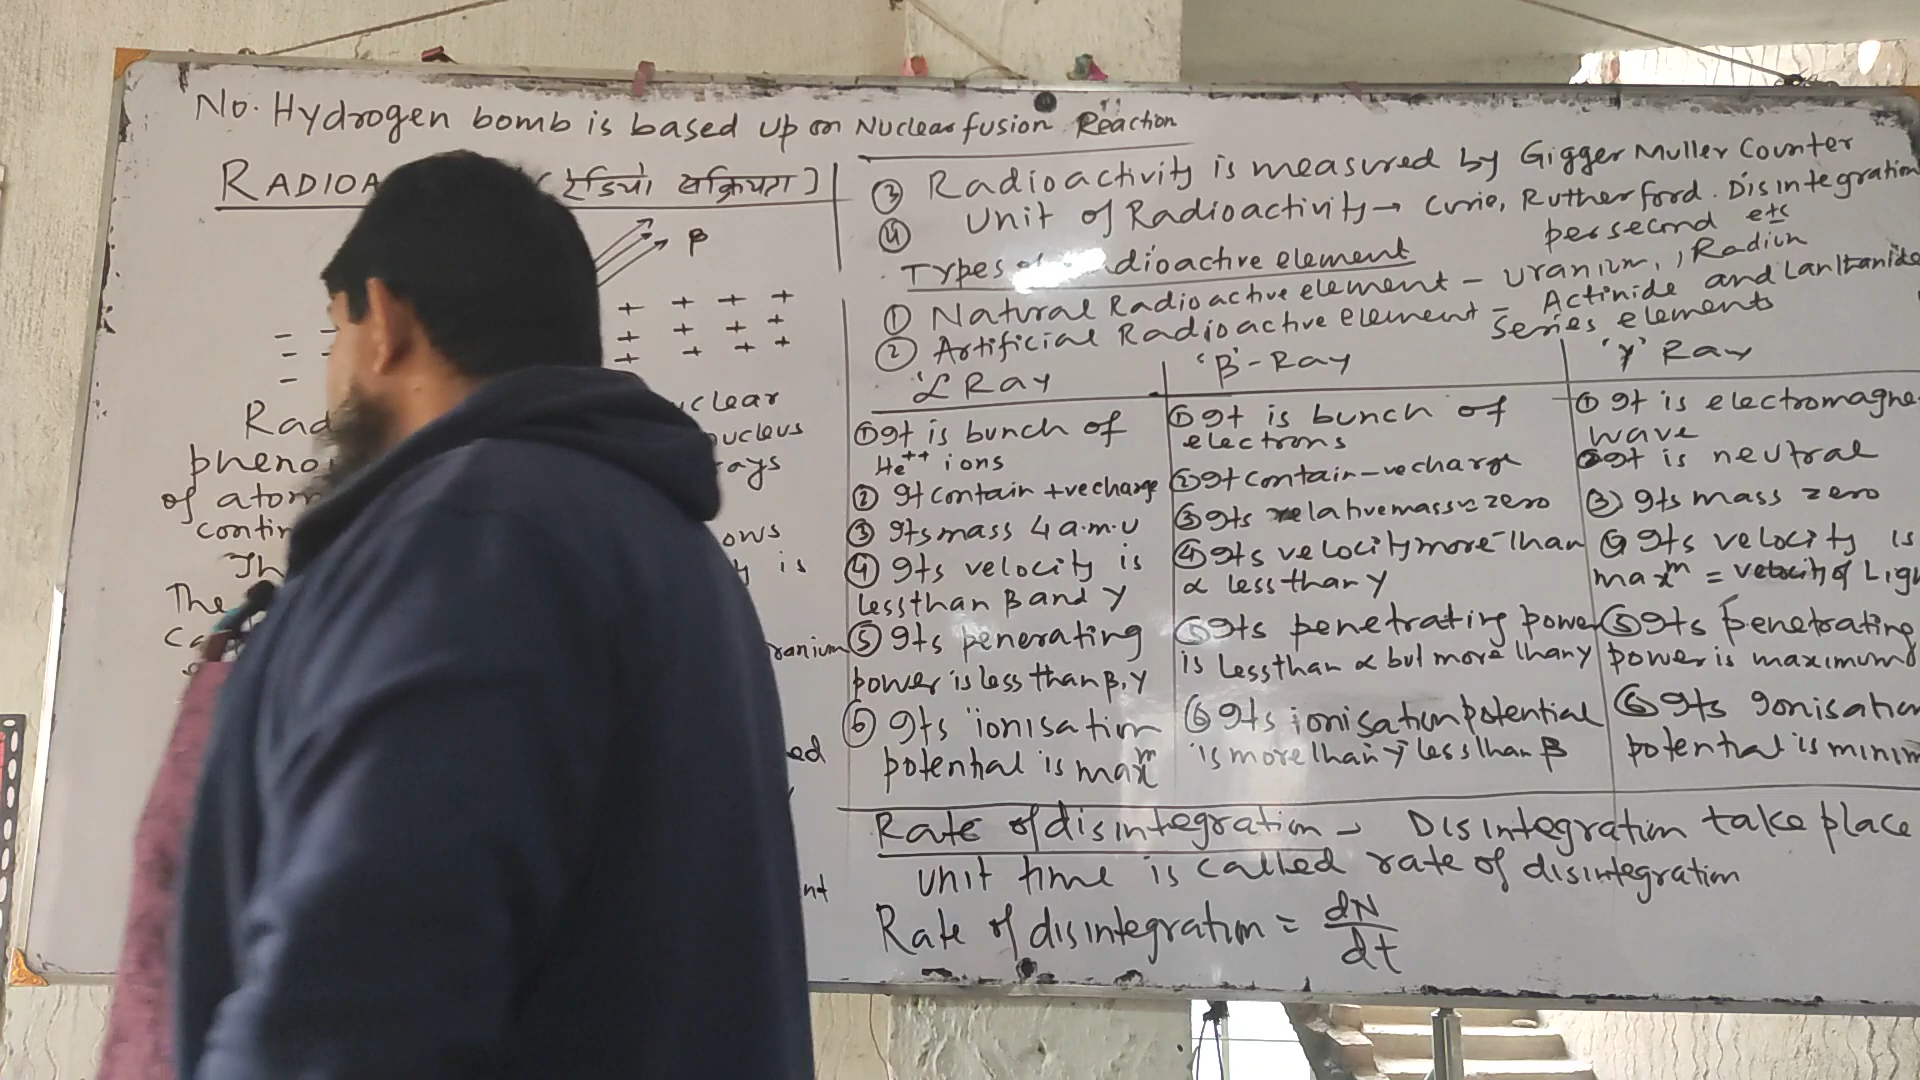 No. Hydrogen bomb is based up on Nuclear fusion Reaction
RADIOA (रेडियो सक्रियता)
β
- -
+ + + +
+ + + +
+ + + +
Rad uclear
pheno nucleus
of atom ays
contin ows
Th y is
The
Ca ranium
ed
nt
③ Radioactivity is measured by Gigger Muller Counter
④ Unit of Radioactivity → Curie, Rutherford. Disintegration
per second etc
Types dioactive element
① Natural Radioactive element - Uranium,
② Artificial Radioactive element - Actinide and Lanthanide
Series elements
'α Ray
① It is bunch of
He++ ions
② It contain +ve charge
③ Its mass 4 a.m.u
④ Its velocity is
less than β and γ
⑤ Its penerating
power is less than β, γ
⑥ Its ionisation
potential is maxm
'β'-Ray
① It is bunch of
electrons
② It contain -ve charge
③ Its relative mass = zero
④ Its velocity more than
α less than γ
⑤ Its penetrating power
is less than α but more than γ
⑥ Its ionisation potential
is more than γ less than β
'γ' Ray
① It is electromagne
wave
② It is neutral
③ Its mass zero
④ Its velocity is
maxm = velocity of Ligh
⑤ Its penetrating
power is maximum
⑥ Its Ionisation
potential is minim
Rate of disintegration → Disintegration take place
unit time is called rate of disintegration
Rate of disintegration = dN/dt